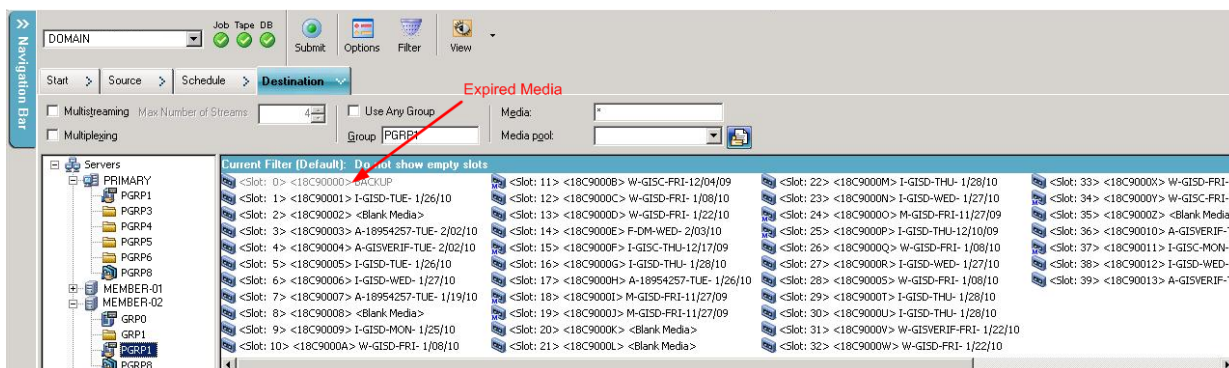 Navigation Bar
DOMAIN
Job Tape DB
Submit
Options
Filter
View
Start
Source
Schedule
Destination
Expired Media
Multistreaming Max Number of Streams 4
Use Any Group
Media: *
Multiplexing
Group PGRP1
Media pool:
Servers
PRIMARY
PGRP1
PGRP3
PGRP4
PGRP5
PGRP6
PGRP8
MEMBER-01
MEMBER-02
GRP0
GRP1
PGRP1
PGRP8
Current Filter (Default): Do not show empty slots
<Slot: 0> <18C90000> BACKUP
<Slot: 1> <18C90001> I-GISD-TUE- 1/26/10
<Slot: 2> <18C90002> <Blank Media>
<Slot: 3> <18C90003> A-18954257-TUE- 2/02/10
<Slot: 4> <18C90004> A-GISVERIF-TUE- 2/02/10
<Slot: 5> <18C90005> I-GISD-TUE- 1/26/10
<Slot: 6> <18C90006> I-GISD-WED- 1/27/10
<Slot: 7> <18C90007> A-18954257-TUE- 1/19/10
<Slot: 8> <18C90008> <Blank Media>
<Slot: 9> <18C90009> I-GISD-MON- 1/25/10
<Slot: 10> <18C9000A> W-GISD-FRI- 1/08/10
<Slot: 11> <18C9000B> W-GISC-FRI-12/04/09
<Slot: 12> <18C9000C> W-GISD-FRI- 1/08/10
<Slot: 13> <18C9000D> W-GISD-FRI- 1/22/10
<Slot: 14> <18C9000E> F-DM-WED- 2/03/10
<Slot: 15> <18C9000F> I-GISC-THU-12/17/09
<Slot: 16> <18C9000G> I-GISD-THU- 1/28/10
<Slot: 17> <18C9000H> A-18954257-TUE- 1/26/10
<Slot: 18> <18C9000I> M-GISD-FRI-11/27/09
<Slot: 19> <18C9000J> M-GISD-FRI-11/27/09
<Slot: 20> <18C9000K> <Blank Media>
<Slot: 21> <18C9000L> <Blank Media>
<Slot: 22> <18C9000M> I-GISD-THU- 1/28/10
<Slot: 23> <18C9000N> I-GISD-WED- 1/27/10
<Slot: 24> <18C9000O> M-GISD-FRI-11/27/09
<Slot: 25> <18C9000P> I-GISD-THU-12/10/09
<Slot: 26> <18C9000Q> W-GISD-FRI- 1/08/10
<Slot: 27> <18C9000R> I-GISD-WED- 1/27/10
<Slot: 28> <18C9000S> W-GISD-FRI- 1/08/10
<Slot: 29> <18C9000T> I-GISD-THU- 1/28/10
<Slot: 30> <18C9000U> I-GISD-THU- 1/28/10
<Slot: 31> <18C9000V> W-GISVERIF-FRI- 1/22/10
<Slot: 32> <18C9000W> W-GISD-FRI- 1/22/10
<Slot: 33> <18C9000X> W-GISD-FRI-
<Slot: 34> <18C9000Y> W-GISC-FRI-
<Slot: 35> <18C9000Z> <Blank Media
<Slot: 36> <18C90010> A-GISVERIF-
<Slot: 37> <18C90011> I-GISC-MON-
<Slot: 38> <18C90012> I-GISD-WED-
<Slot: 39> <18C90013> A-GISVERIF-